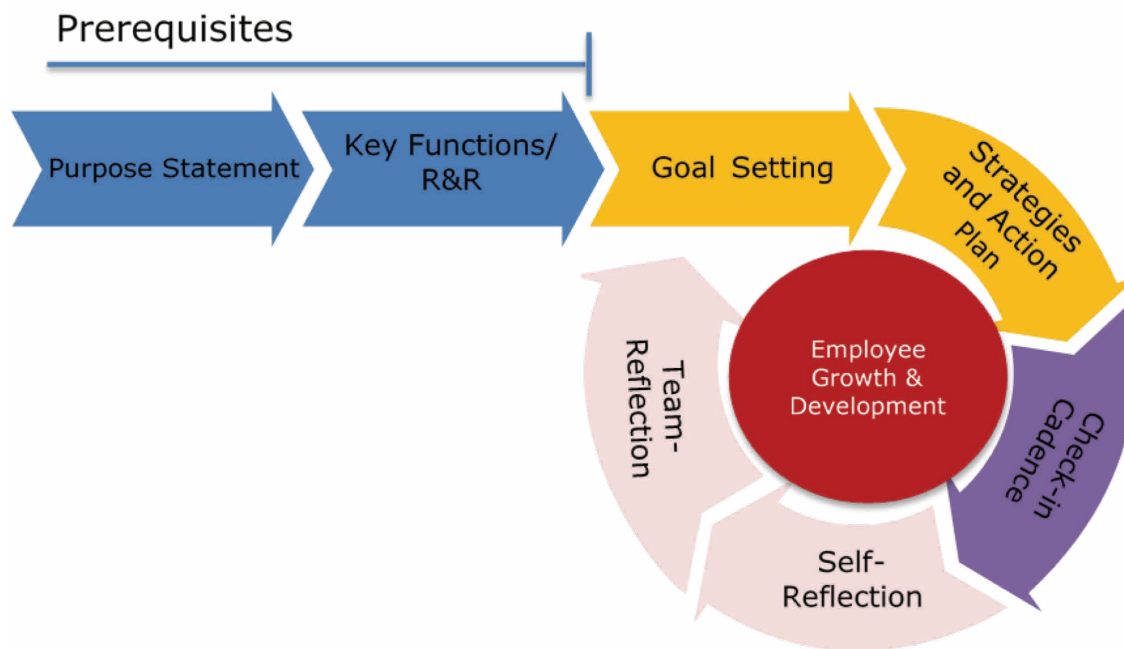 Prerequisites
Purpose Statement
Key Functions/
R&R
Goal Setting
Strategies
and Action
Plan
Check-in
Cadence
Self-
Reflection
Team-
Reflection
Employee
Growth &
Development